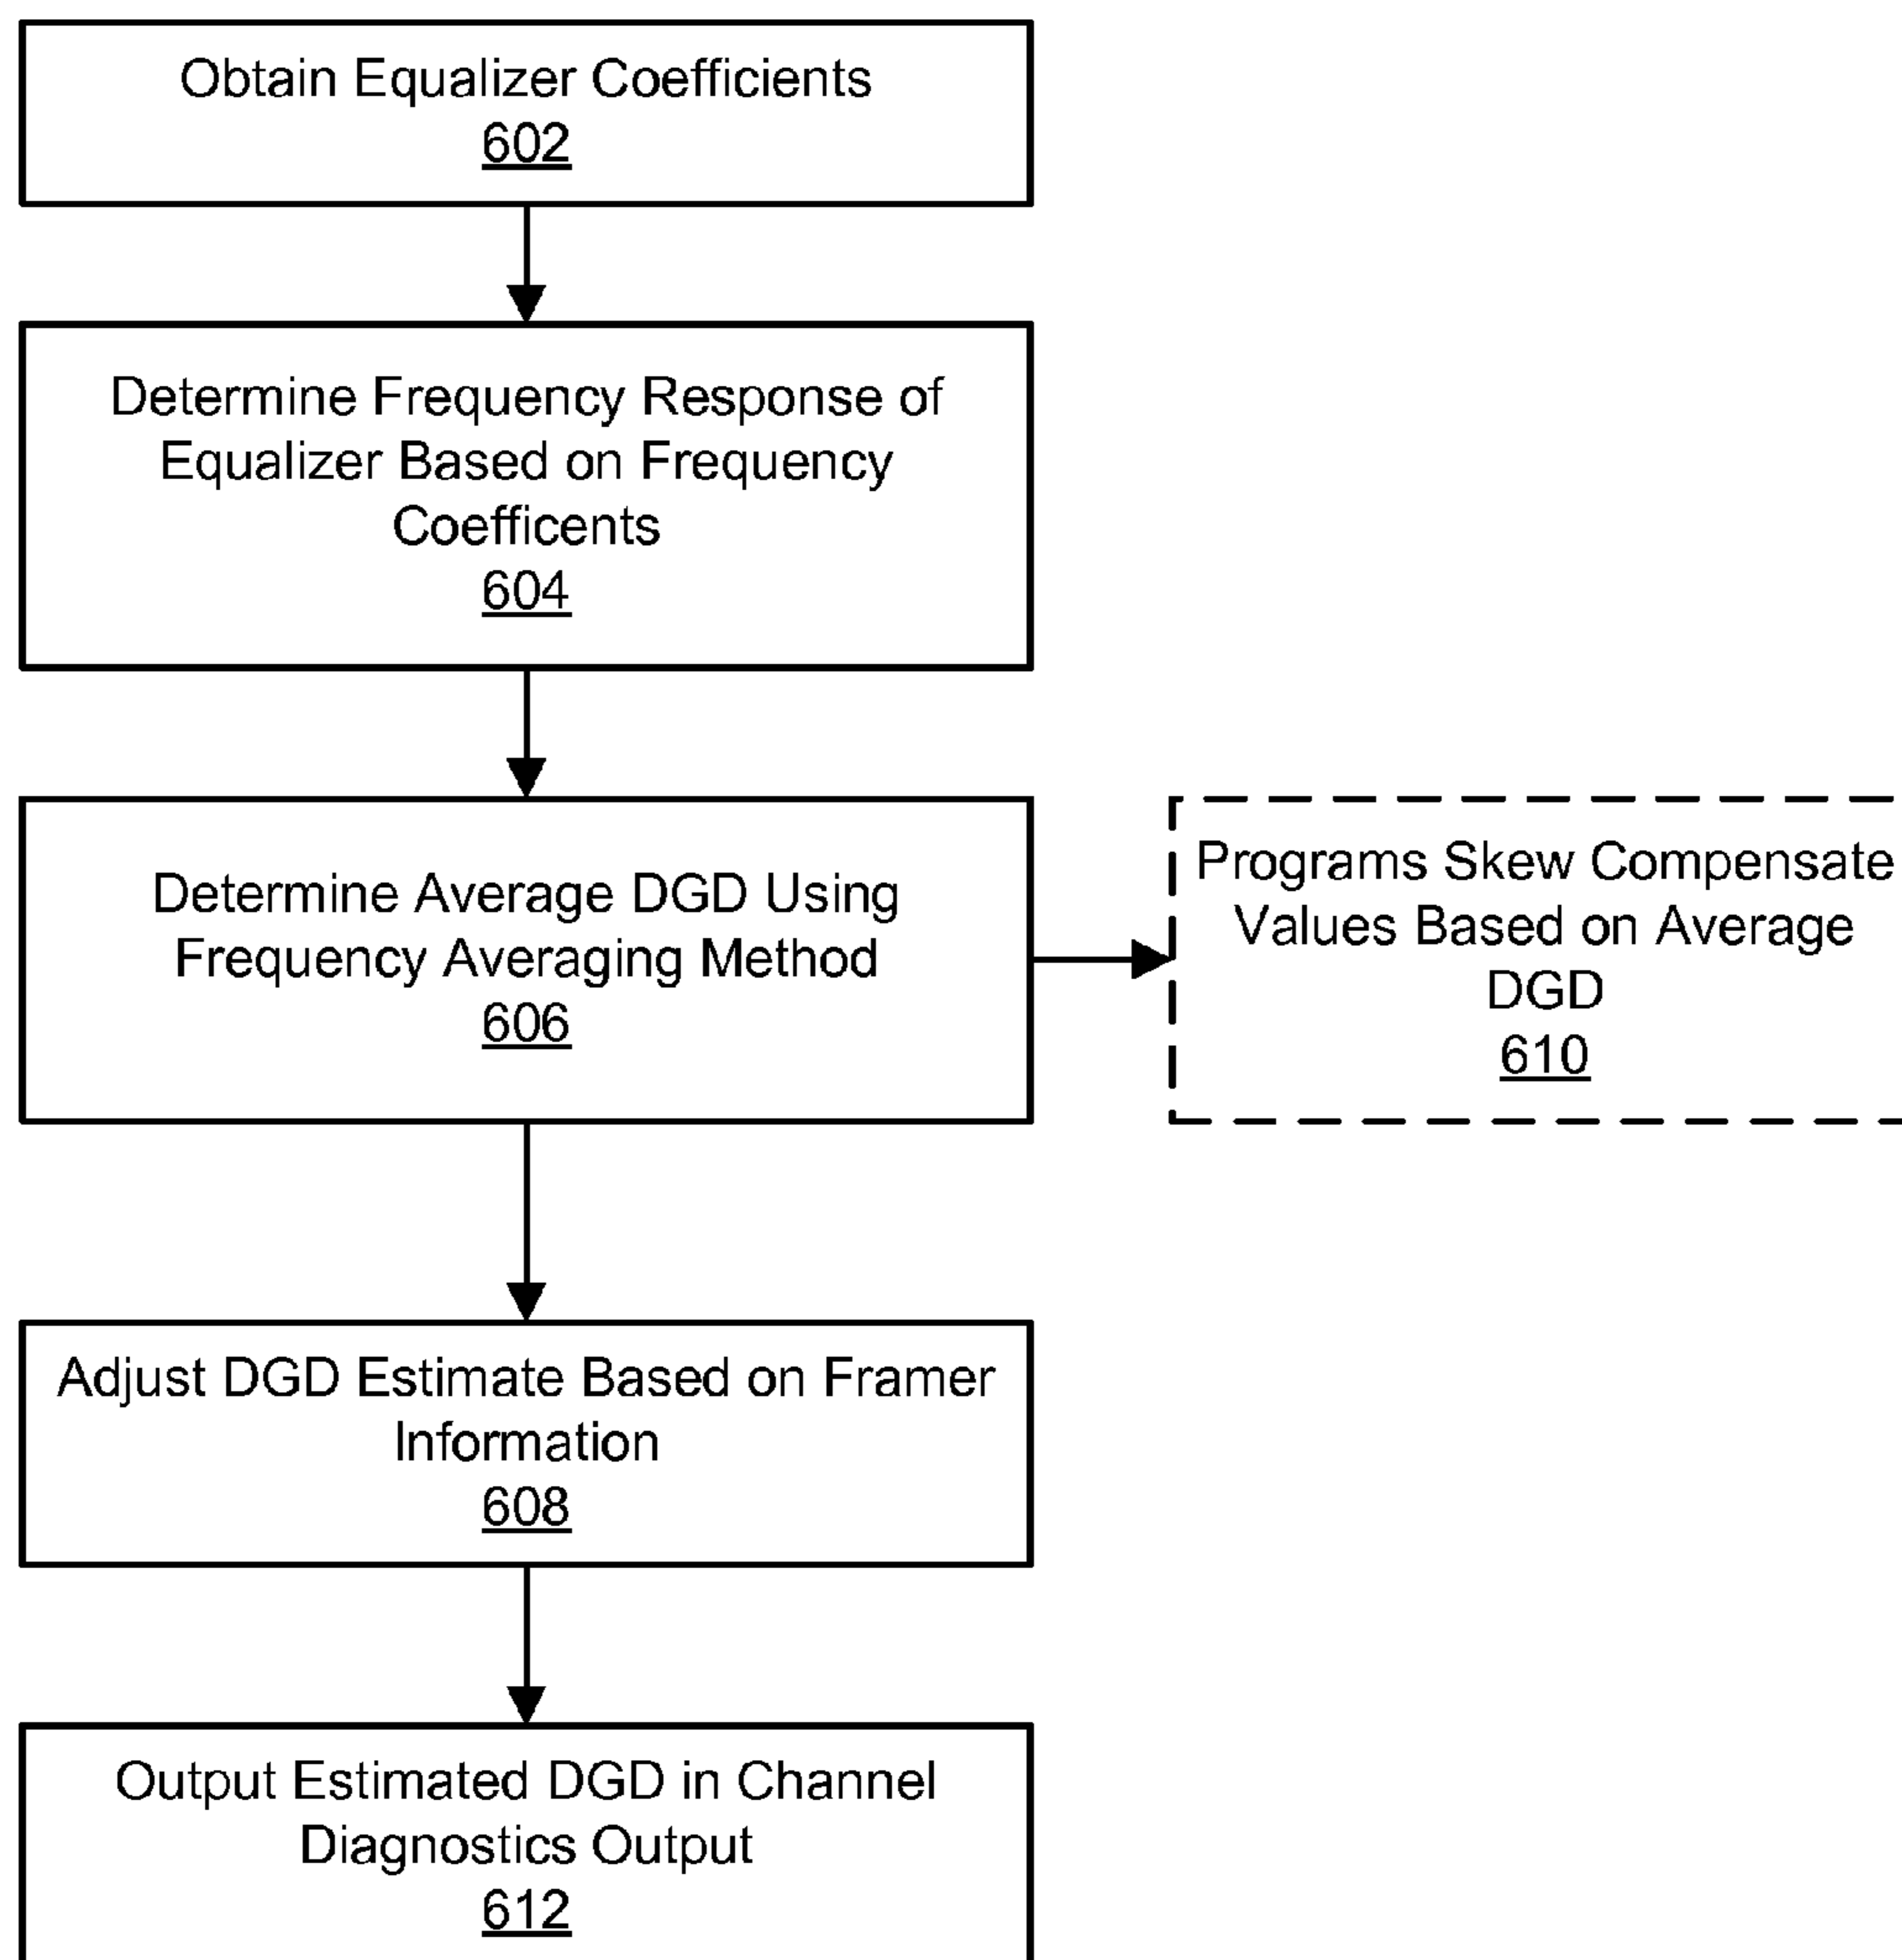 Obtain Equalizer Coefficients
602
Determine Frequency Response of
Equalizer Based on Frequency
Coefficents
604
Determine Average DGD Using
Frequency Averaging Method
606
Programs Skew Compensate
Values Based on Average
DGD
610
Adjust DGD Estimate Based on Framer
Information
608
Output Estimated DGD in Channel
Diagnostics Output
612